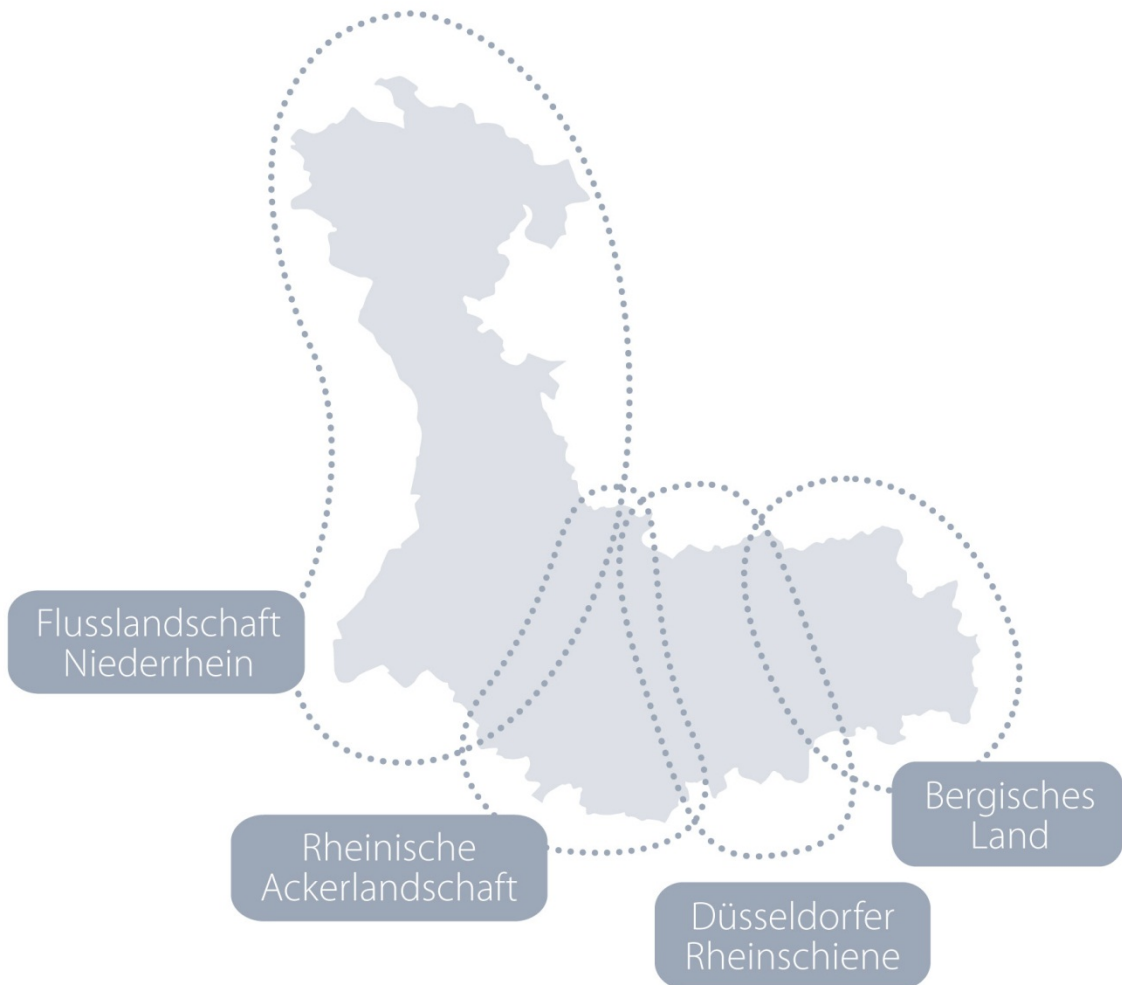 Flusslandschaft
Niederrhein
Rheinische
Ackerlandschaft
Düsseldorfer
Rheinschiene
Bergisches
Land